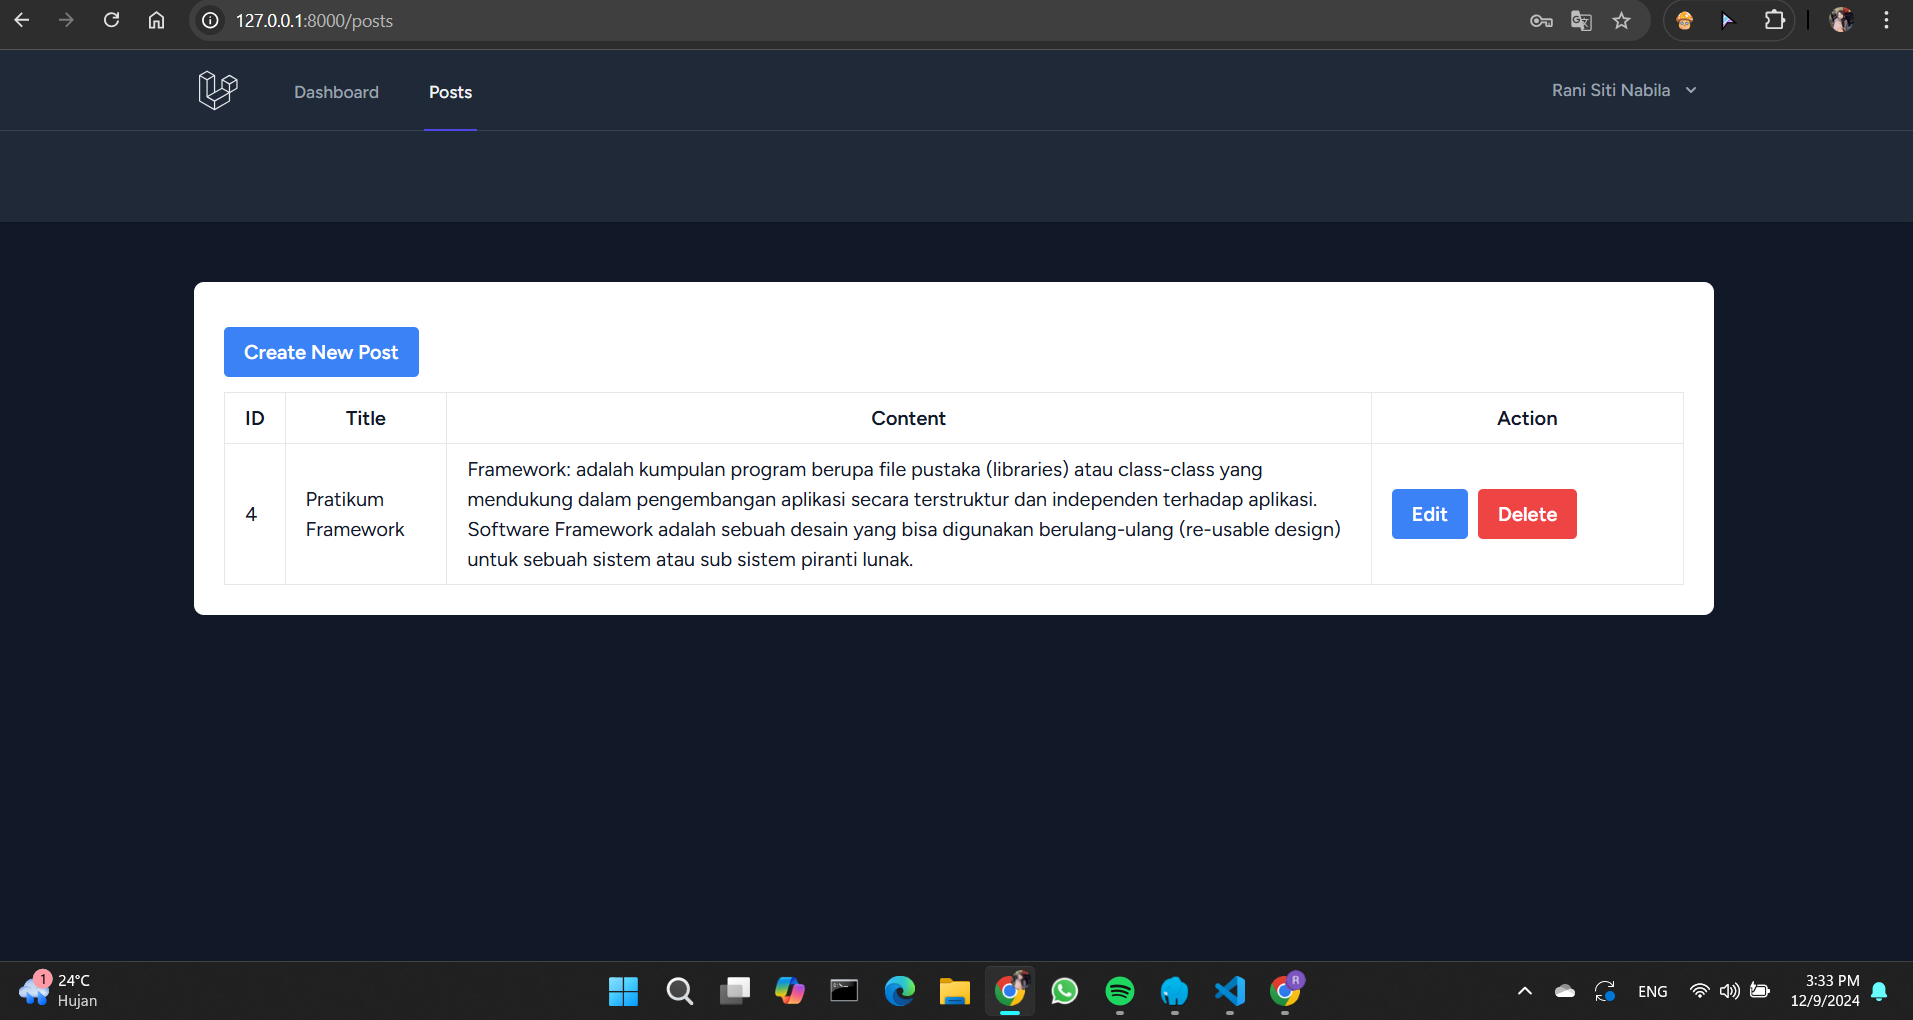 127.0.0.1:8000/posts
Dashboard
Posts
Rani Siti Nabila
Create New Post
ID
Title
Content
Action
4
Pratikum
Framework
Framework: adalah kumpulan program berupa file pustaka (libraries) atau class-class yang
mendukung dalam pengembangan aplikasi secara terstruktur dan independen terhadap aplikasi.
Software Framework adalah sebuah desain yang bisa digunakan berulang-ulang (re-usable design)
untuk sebuah sistem atau sub sistem piranti lunak.
Edit
Delete
1
24°C
Hujan
R
ENG
3:33 PM
12/9/2024